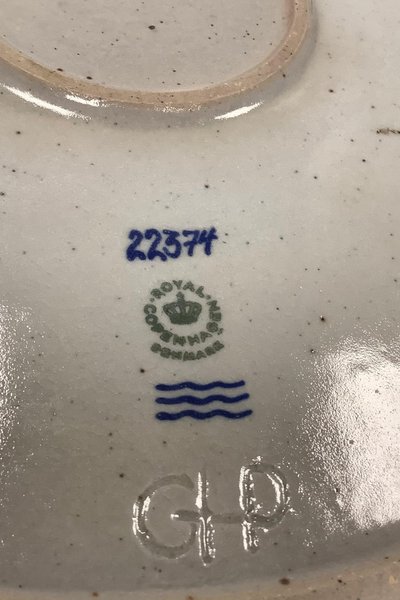 22374
ROYAL COPENHAGEN
DENMARK
GHP